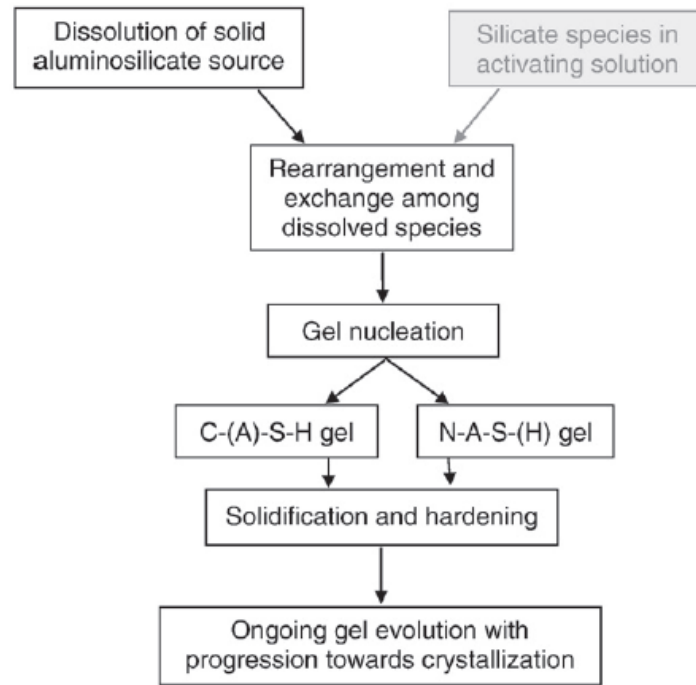 Dissolution of solid
aluminosilicate source
Silicate species in
activating solution
Rearrangement and
exchange among
dissolved species
Gel nucleation
C-(A)-S-H gel
N-A-S-(H) gel
Solidification and hardening
Ongoing gel evolution with
progression towards crystallization